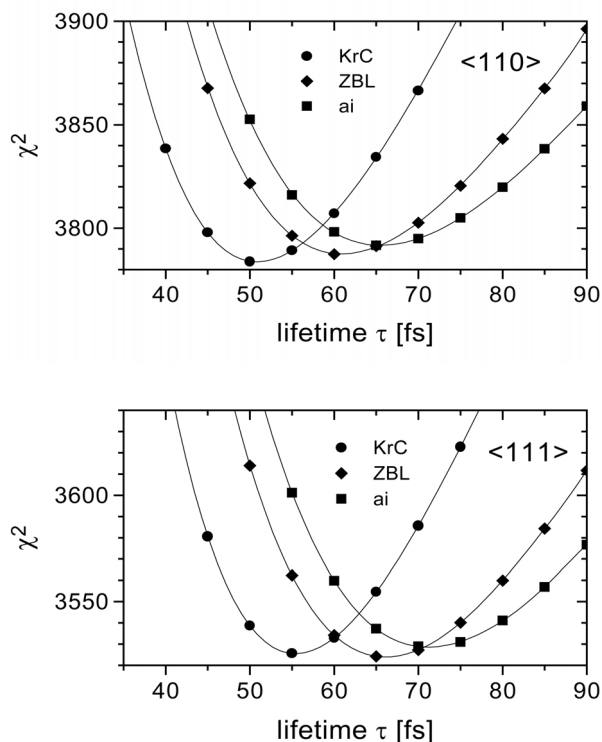 3900
KrC
<110>
ZBL
ai
3850
χ²
3800
40 50 60 70 80 90
lifetime τ [fs]
KrC
<111>
ZBL
ai
3600
χ²
3550
40 50 60 70 80 90
lifetime τ [fs]